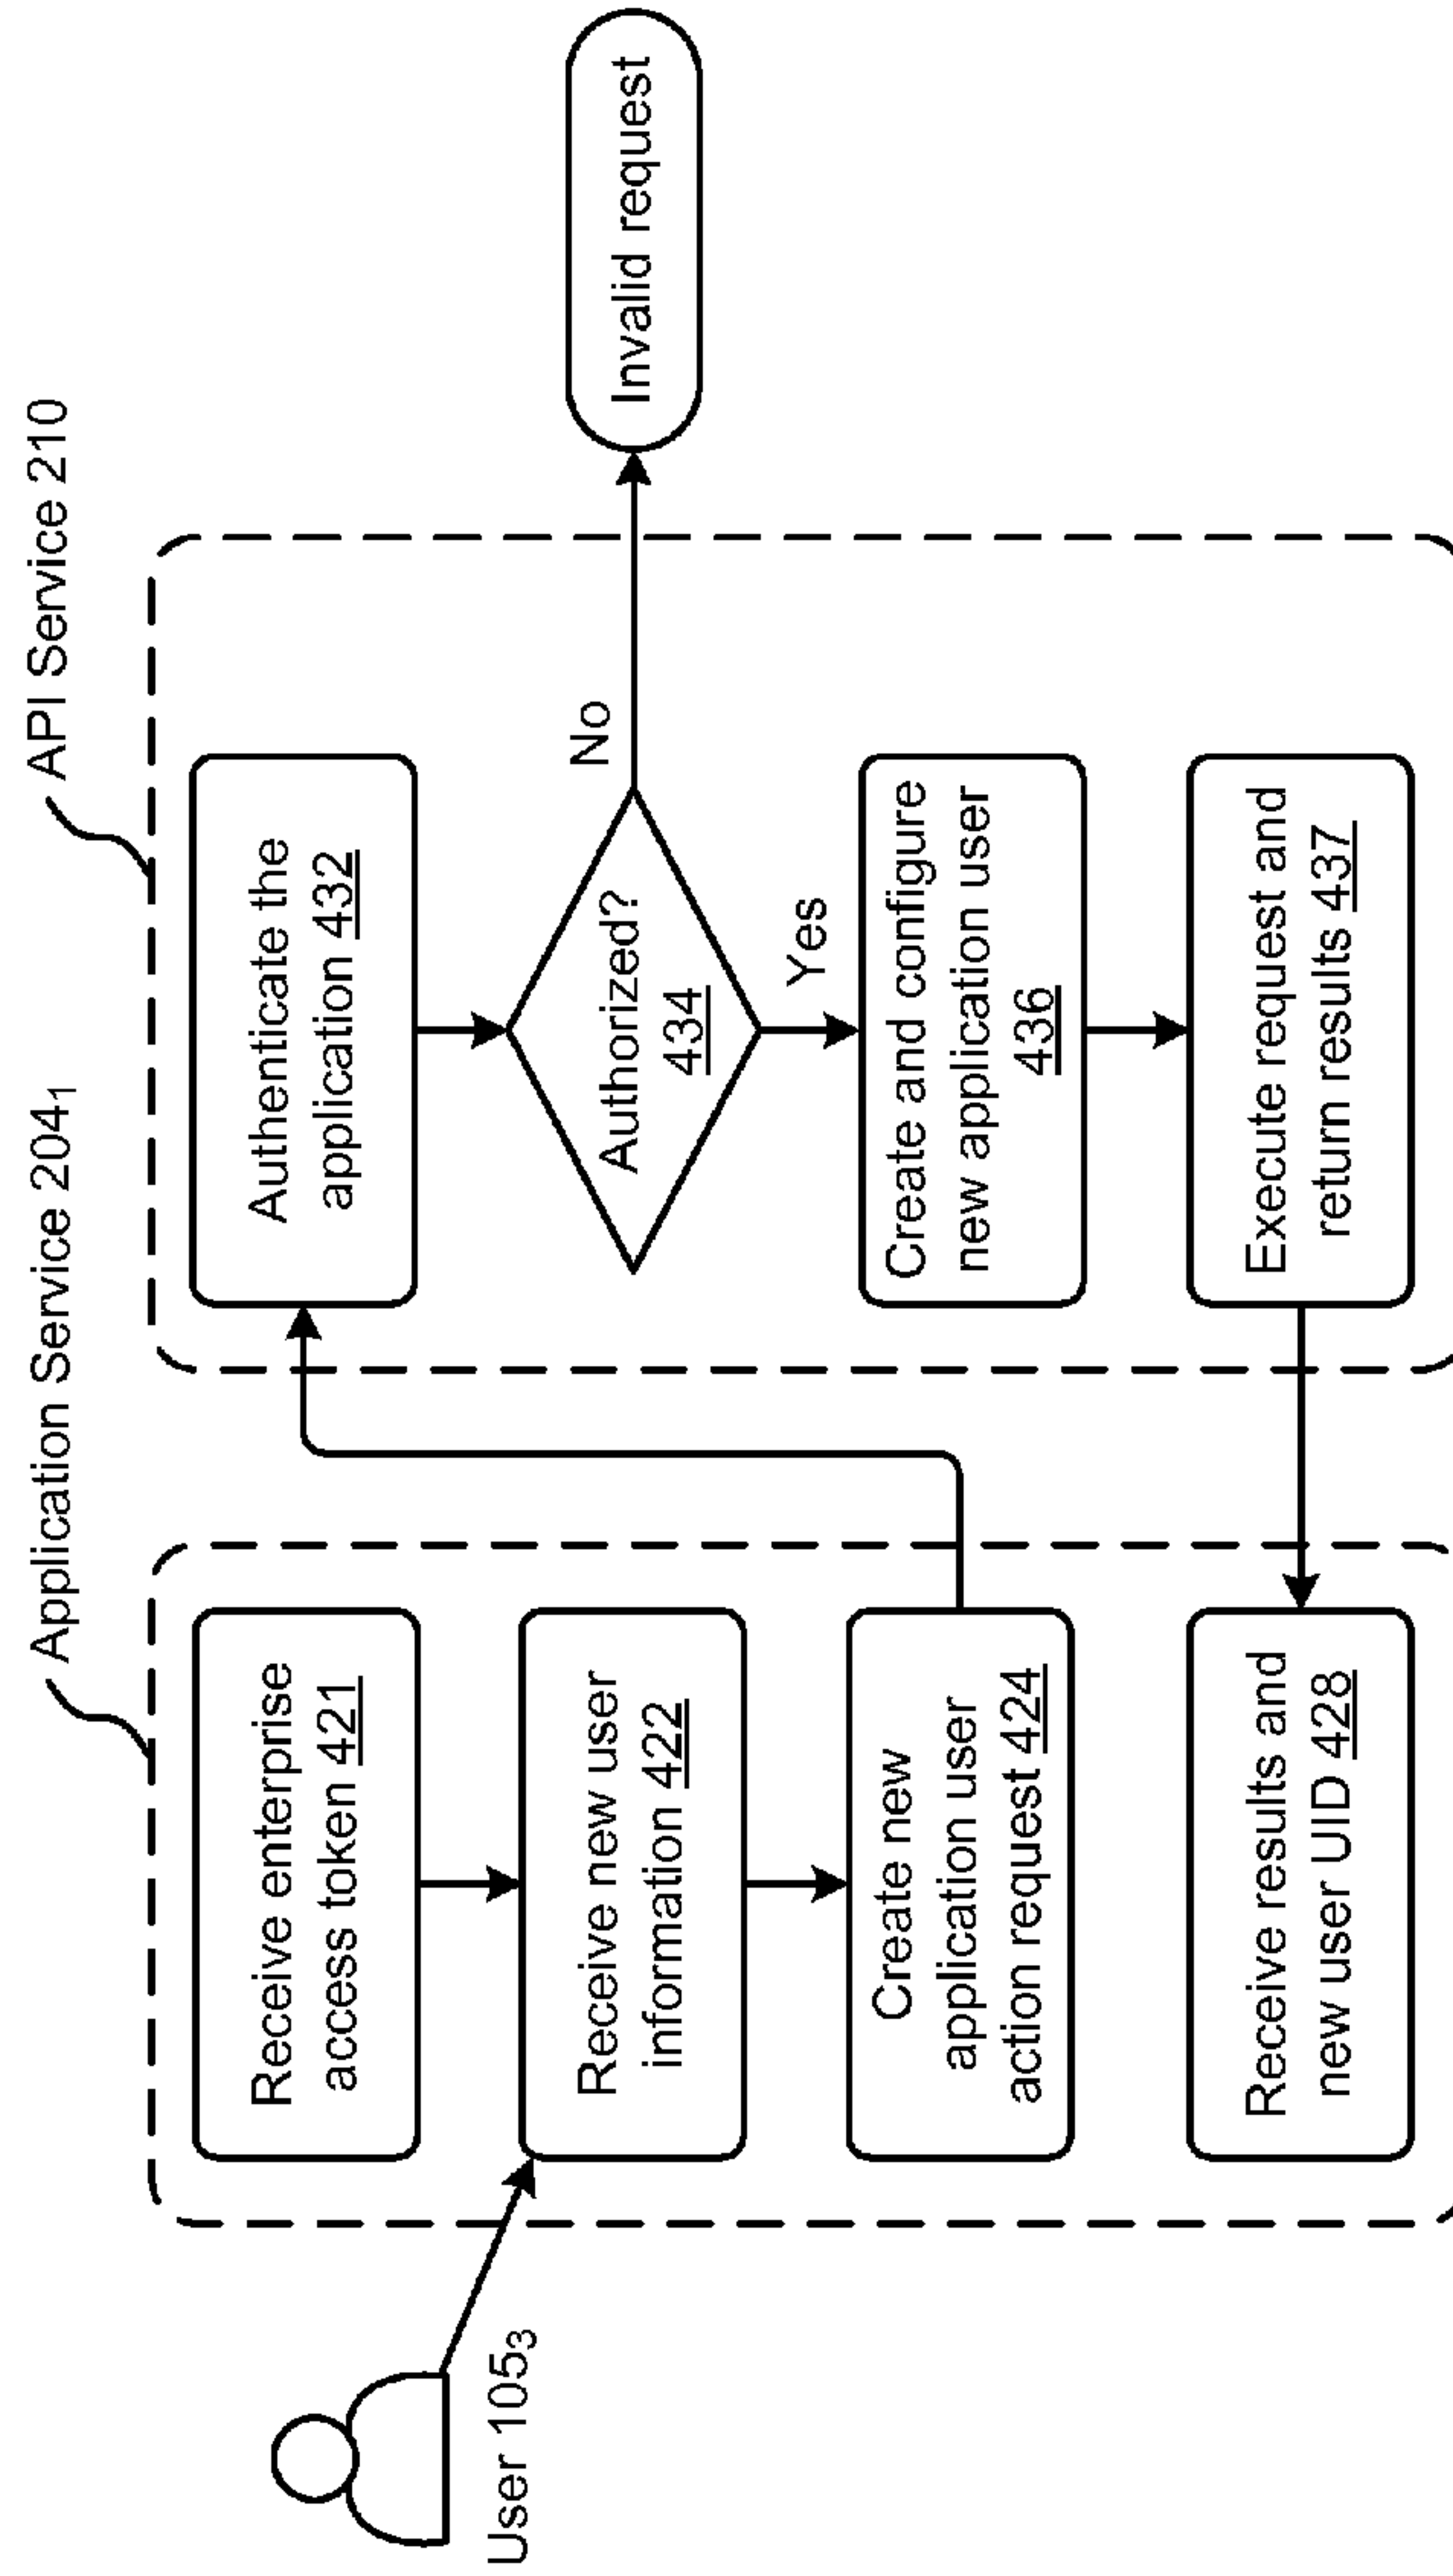 Application Service 204₁
API Service 210
User 105₃
Receive enterprise
access token 421
Receive new user
information 422
Create new
application user
action request 424
Receive results and
new user UID 428
Authenticate the
application 432
Authorized?
434
No
Invalid request
Yes
Create and configure
new application user
436
Execute request and
return results 437